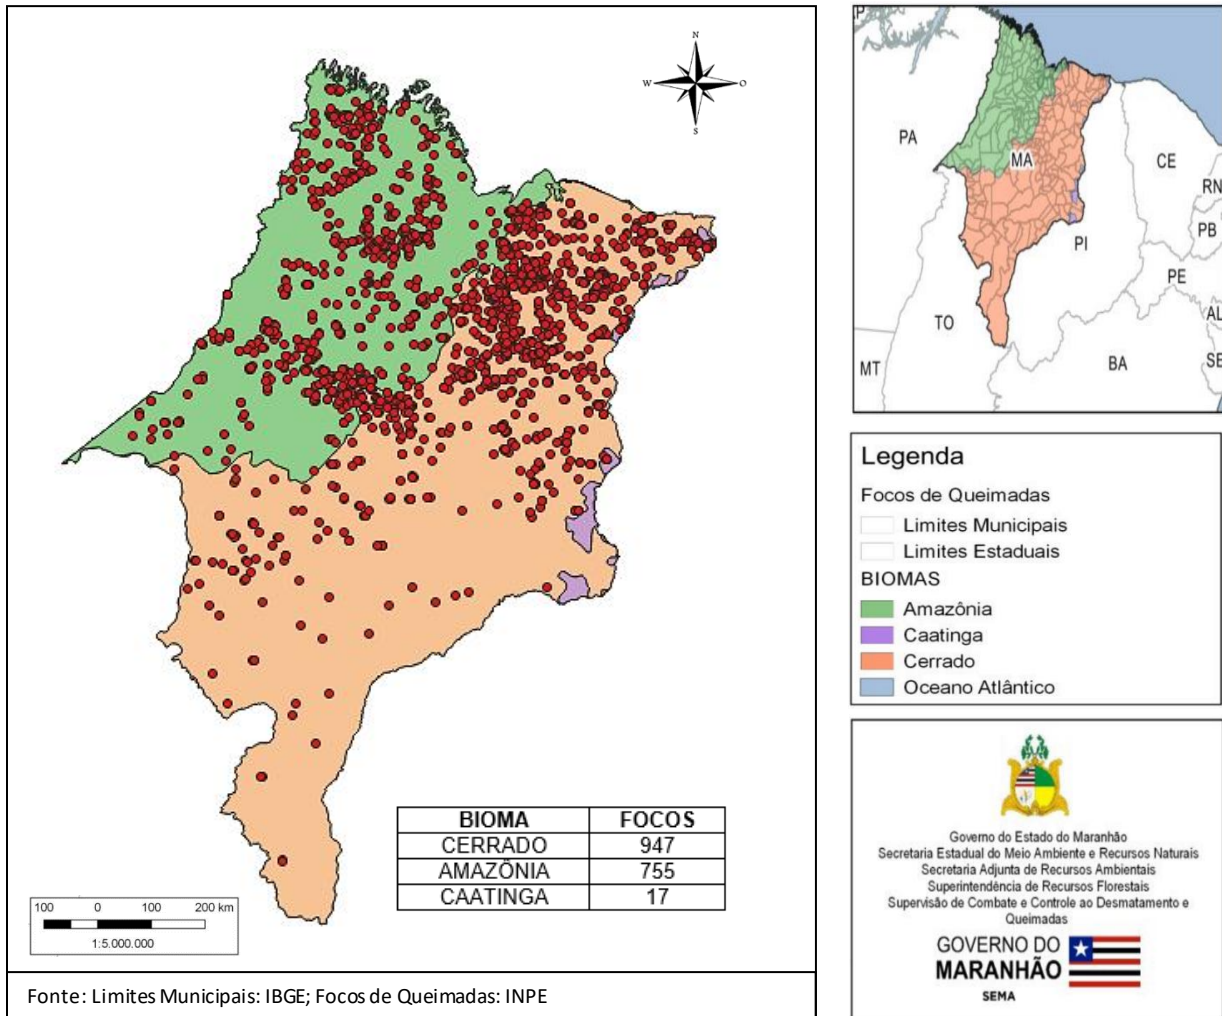 N
W
O
S
BIOMA FOCOS
CERRADO 947
AMAZÔNIA 755
CAATINGA 17
100 0 100 200 km
1:5.000.000
Fonte: Limites Municipais: IBGE; Focos de Queimadas: INPE
AP
PA
MA
CE
RN
PB
PI
PE
TO
AL
BA
SE
MT
Legenda
Focos de Queimadas
Limites Municipais
Limites Estaduais
BIOMAS
Amazônia
Caatinga
Cerrado
Oceano Atlântico
Governo do Estado do Maranhão
Secretaria Estadual do Meio Ambiente e Recursos Naturais
Secretaria Adjunta de Recursos Ambientais
Superintendência de Recursos Florestais
Supervisão de Combate e Controle ao Desmatamento e
Queimadas
GOVERNO DO
MARANHÃO
SEMA